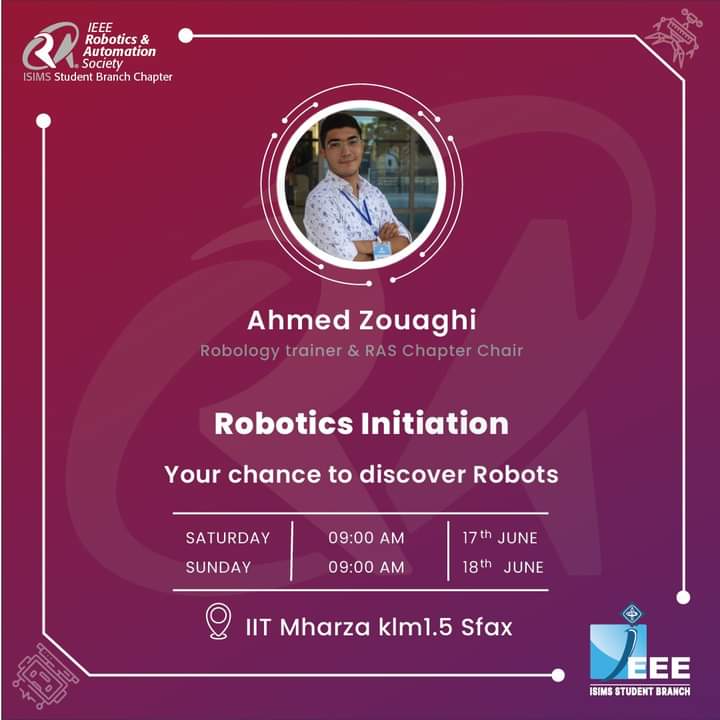 IEEE
Robotics &
Automation
Society
ISIMS Student Branch Chapter
Ahmed Zouaghi
Robology trainer & RAS Chapter Chair
Robotics Initiation
Your chance to discover Robots
SATURDAY 09:00 AM 17th JUNE
SUNDAY 09:00 AM 18th JUNE
IIT Mharza klm1.5 Sfax
IEEE
ISIMS STUDENT BRANCH